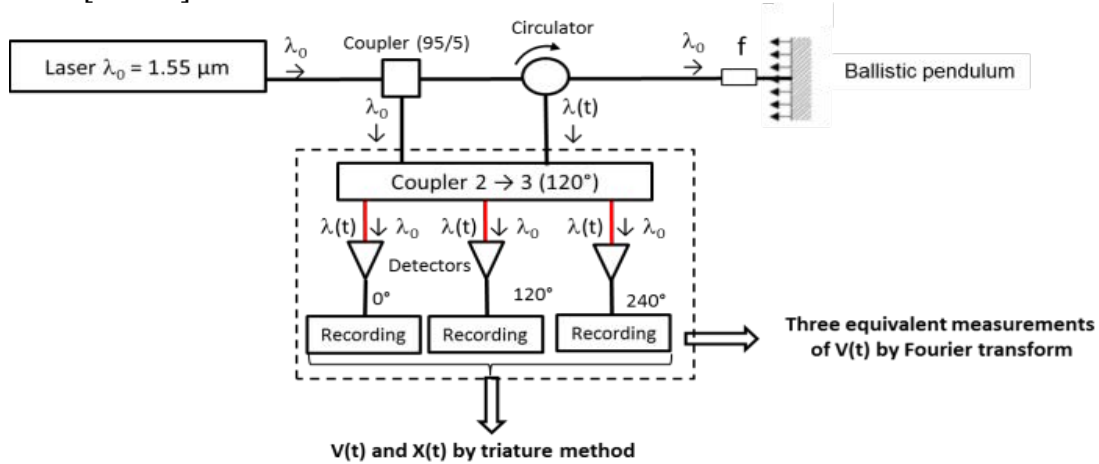 Circulator
Coupler (95/5)
λ₀
λ₀
f
Laser λ₀ = 1.55 µm
Ballistic pendulum
λ₀
λ(t)
Coupler 2 → 3 (120°)
λ(t) λ₀ λ(t) λ₀ λ(t) λ₀
Detectors
0° 120° 240°
Recording Recording Recording
Three equivalent measurements
of V(t) by Fourier transform
V(t) and X(t) by triature method